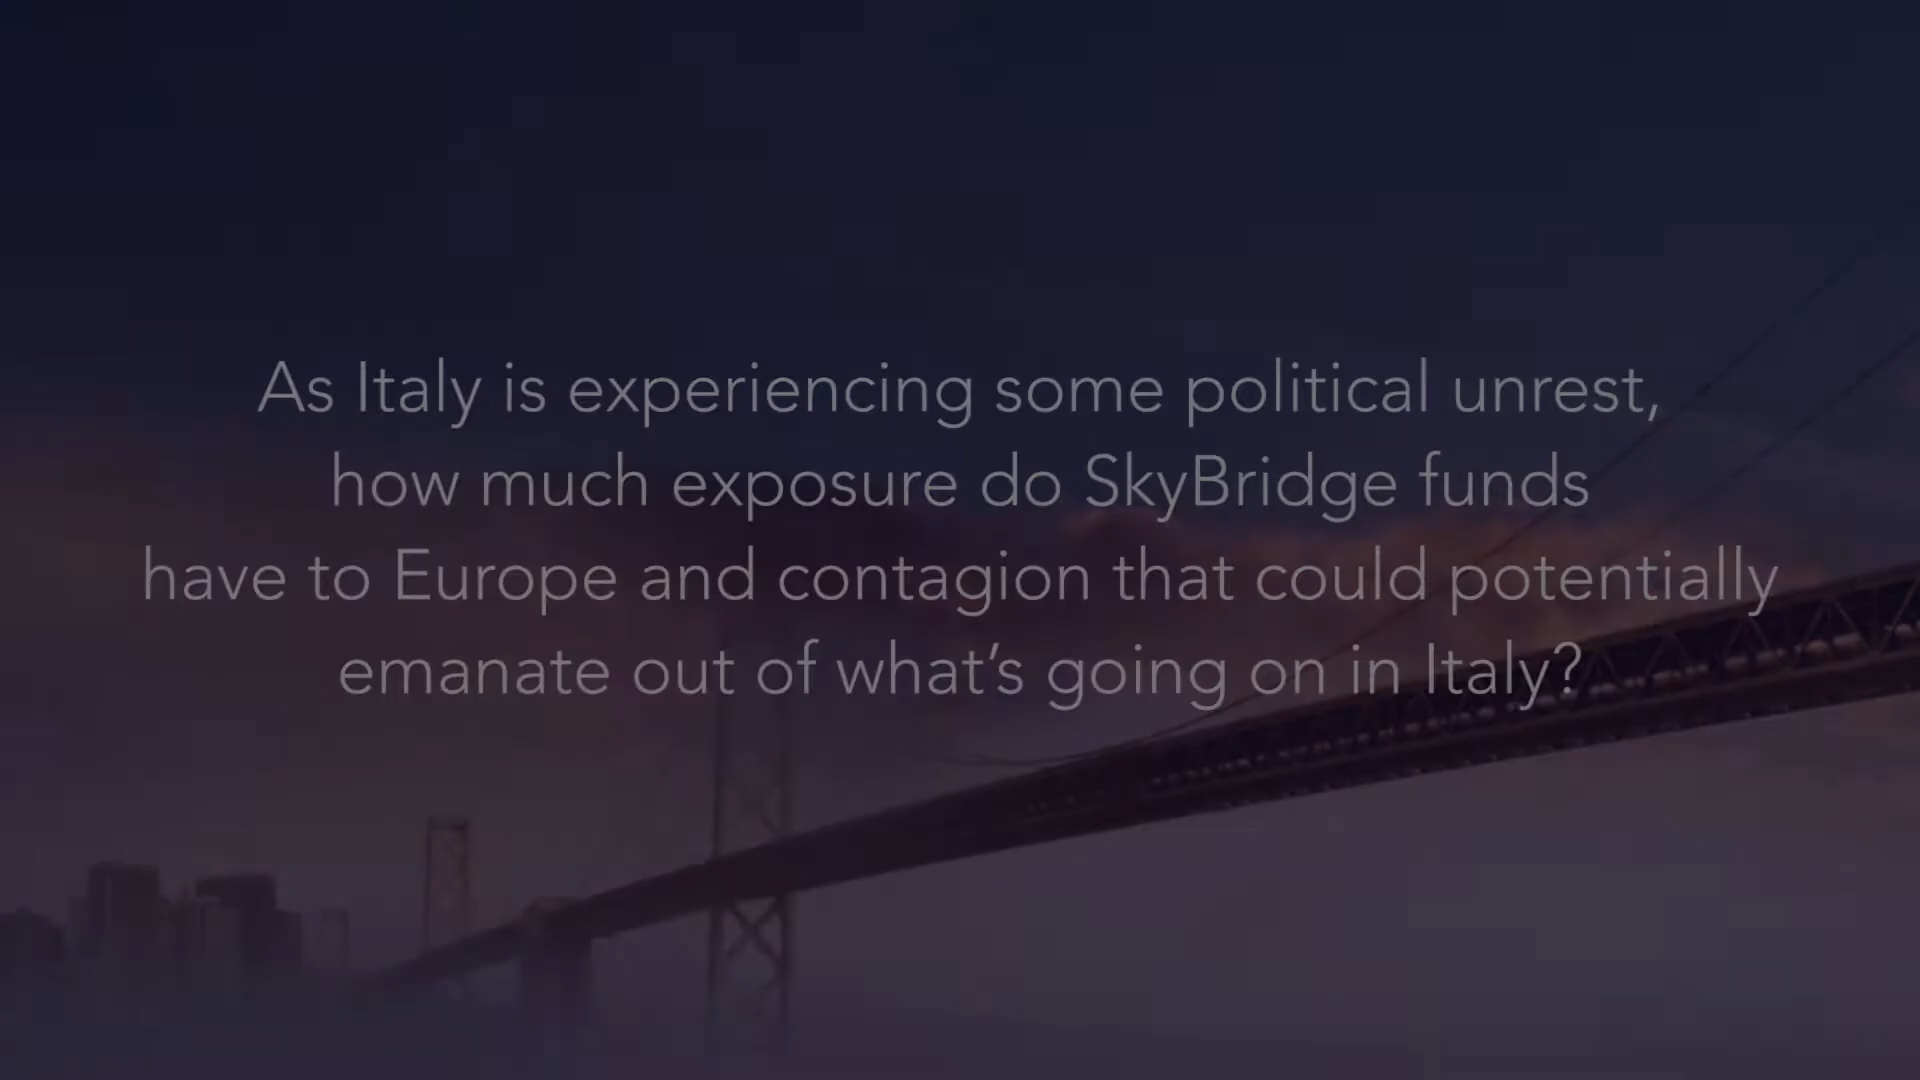 As Italy is experiencing some political unrest,
how much exposure do SkyBridge funds
have to Europe and contagion that could potentially
emanate out of what’s going on in Italy?